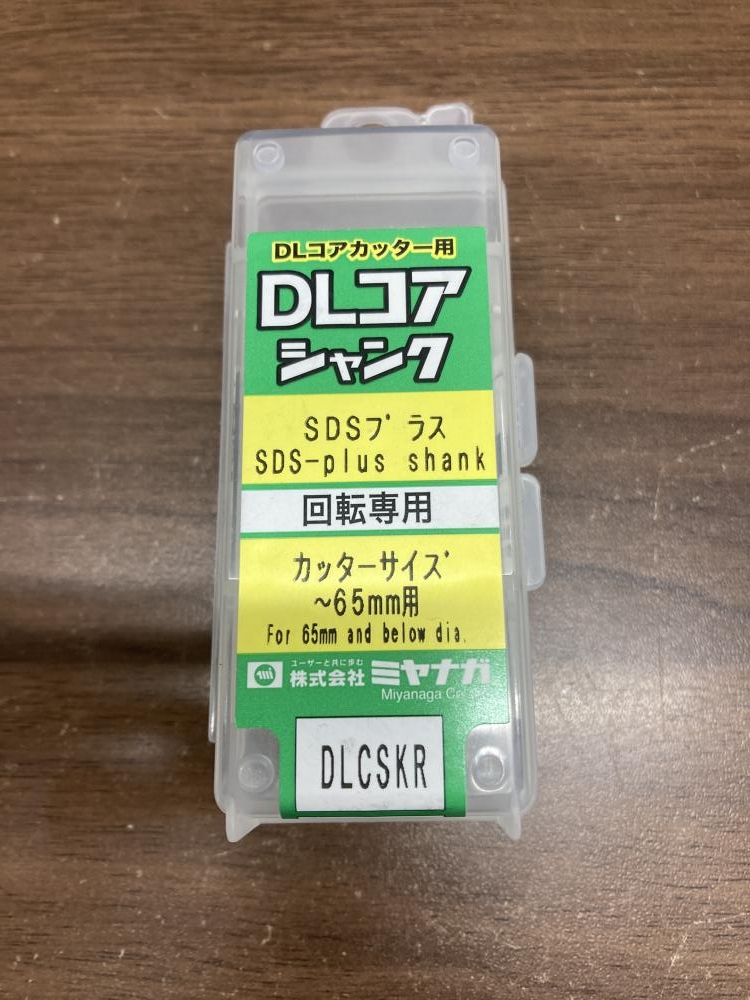 DLコアカッター用
DLコア
シャンク
SDSプラス
SDS-plus shank
回転専用
カッターサイズ
~65mm用
For 65mm and below dia.
ユーザーと共に歩む
株式会社 ミヤナガ
Miyanaga
DLCSKR